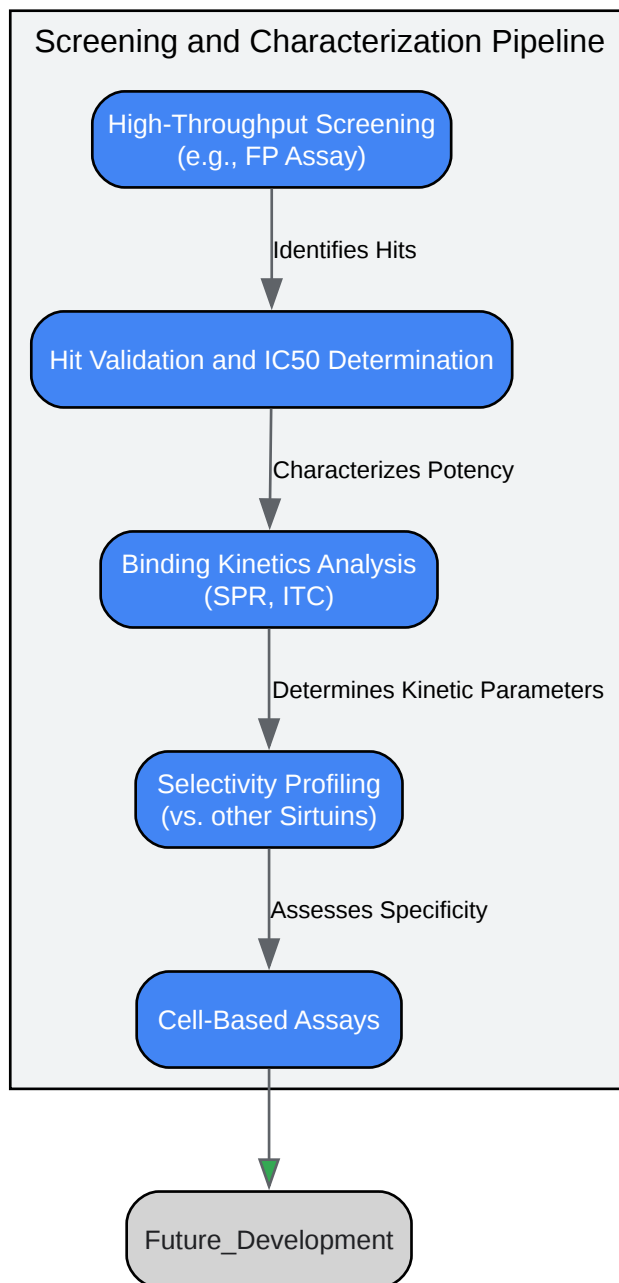 Screening and Characterization Pipeline
High-Throughput Screening
(e.g., FP Assay)
Identifies Hits
Hit Validation and IC50 Determination
Characterizes Potency
Binding Kinetics Analysis
(SPR, ITC)
Determines Kinetic Parameters
Selectivity Profiling
(vs. other Sirtuins)
Assesses Specificity
Cell-Based Assays
Future_Development